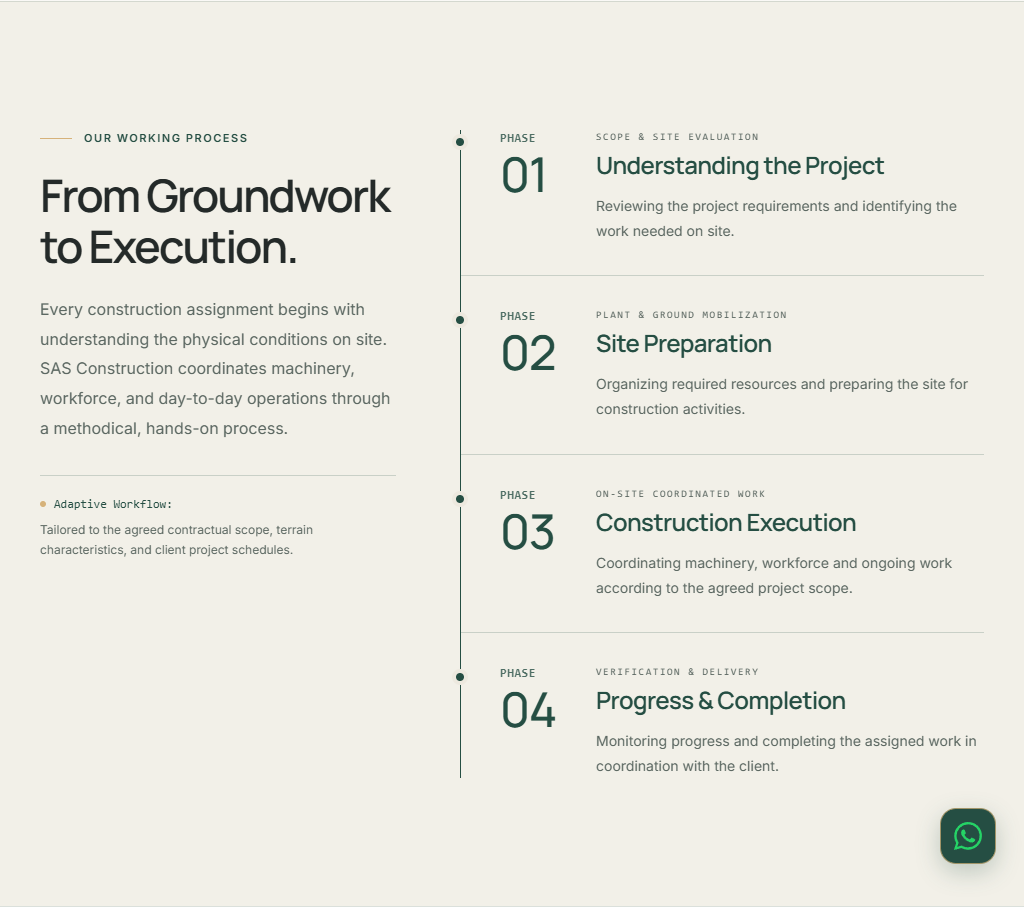 OUR WORKING PROCESS
From Groundwork
to Execution.
Every construction assignment begins with
understanding the physical conditions on site.
SAS Construction coordinates machinery,
workforce, and day-to-day operations through
a methodical, hands-on process.
Adaptive Workflow:
Tailored to the agreed contractual scope, terrain
characteristics, and client project schedules.
PHASE
01
SCOPE & SITE EVALUATION
Understanding the Project
Reviewing the project requirements and identifying the
work needed on site.
PHASE
02
PLANT & GROUND MOBILIZATION
Site Preparation
Organizing required resources and preparing the site for
construction activities.
PHASE
03
ON-SITE COORDINATED WORK
Construction Execution
Coordinating machinery, workforce and ongoing work
according to the agreed project scope.
PHASE
04
VERIFICATION & DELIVERY
Progress & Completion
Monitoring progress and completing the assigned work in
coordination with the client.